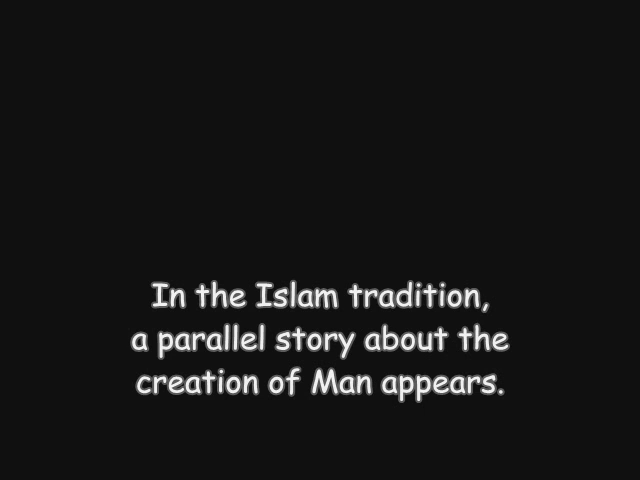 In the Islam tradition,
a parallel story about the
creation of Man appears.